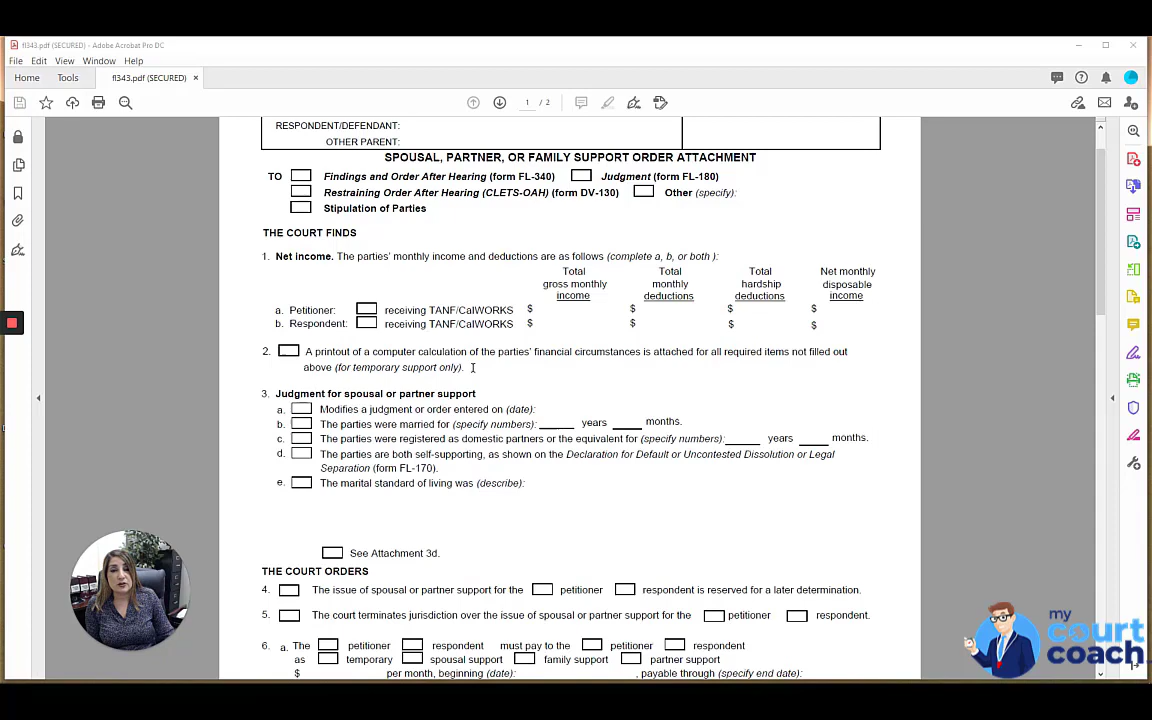 fl343.pdf (SECURED) - Adobe Acrobat Pro DC
File Edit View Window Help
Home Tools fl343.pdf (SECURED) ×
1 / 2
RESPONDENT/DEFENDANT:
OTHER PARENT:
SPOUSAL, PARTNER, OR FAMILY SUPPORT ORDER ATTACHMENT
TO Findings and Order After Hearing (form FL-340) Judgment (form FL-180)
Restraining Order After Hearing (CLETS-OAH) (form DV-130) Other (specify):
Stipulation of Parties
THE COURT FINDS
1. Net income. The parties' monthly income and deductions are as follows (complete a, b, or both ):
Total Total Total Net monthly
gross monthly monthly hardship disposable
income deductions deductions income
a. Petitioner: receiving TANF/CalWORKS $ $ $ $
b. Respondent: receiving TANF/CalWORKS $ $ $ $
2. A printout of a computer calculation of the parties' financial circumstances is attached for all required items not filled out
above (for temporary support only).
3. Judgment for spousal or partner support
a. Modifies a judgment or order entered on (date):
b. The parties were married for (specify numbers): _____ years ____ months.
c. The parties were registered as domestic partners or the equivalent for (specify numbers):_____ years ____ months.
d. The parties are both self-supporting, as shown on the Declaration for Default or Uncontested Dissolution or Legal
Separation (form FL-170).
e. The marital standard of living was (describe):
See Attachment 3d.
THE COURT ORDERS
4. The issue of spousal or partner support for the petitioner respondent is reserved for a later determination.
5. The court terminates jurisdiction over the issue of spousal or partner support for the petitioner respondent.
6. a. The petitioner respondent must pay to the petitioner respondent
as temporary spousal support family support partner support
$ per month, beginning (date): , payable through (specify end date):
my
court
coach